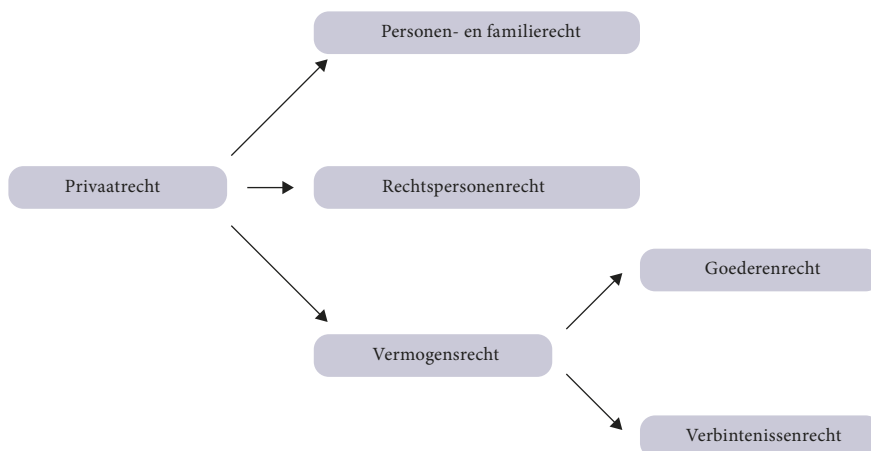 Personen- en familierecht
Privaatrecht
Rechtspersonenrecht
Goederenrecht
Vermogensrecht
Verbintenissenrecht